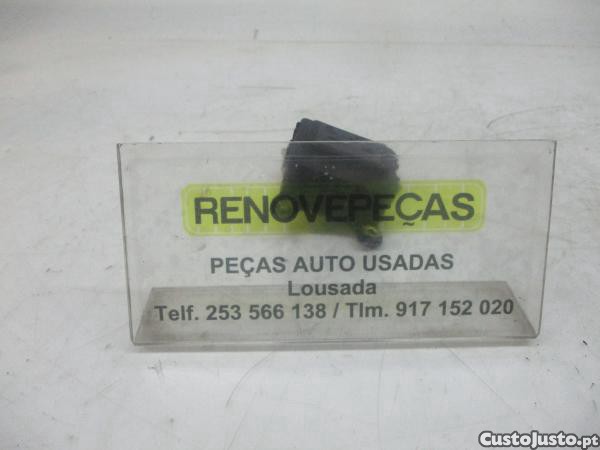 RENOVEPEÇAS
PEÇAS AUTO USADAS
Lousada
Telf. 253 566 138 / Tlm. 917 152 020
CustoJusto.pt